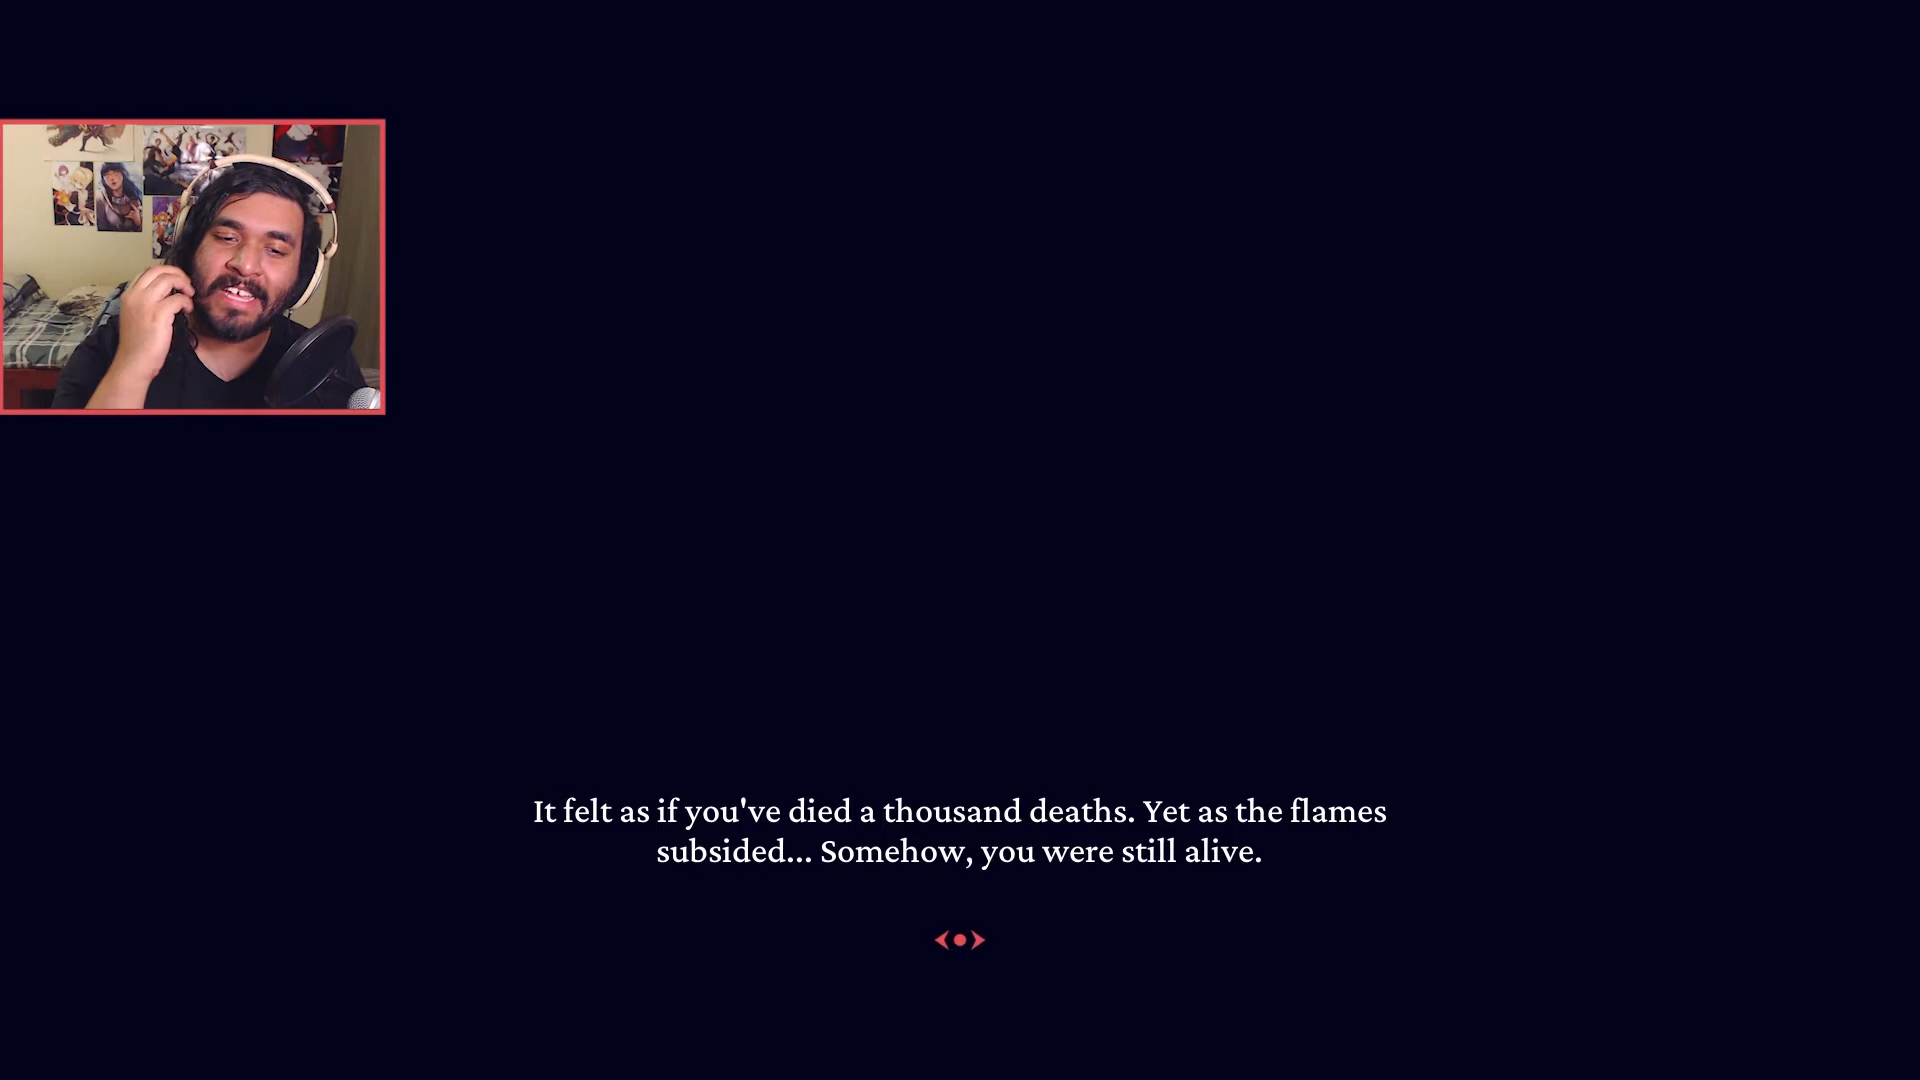 It felt as if you've died a thousand deaths. Yet as the flames
subsided... Somehow, you were still alive.